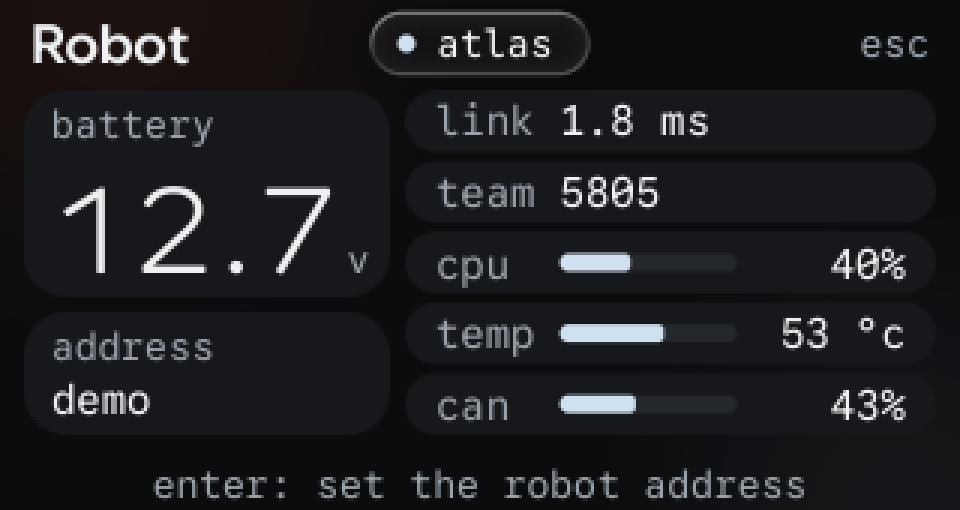 Robot
atlas
esc
battery
12.7 v
address
demo
link 1.8 ms
team 5805
cpu 40%
temp 53 °c
can 43%
enter: set the robot address